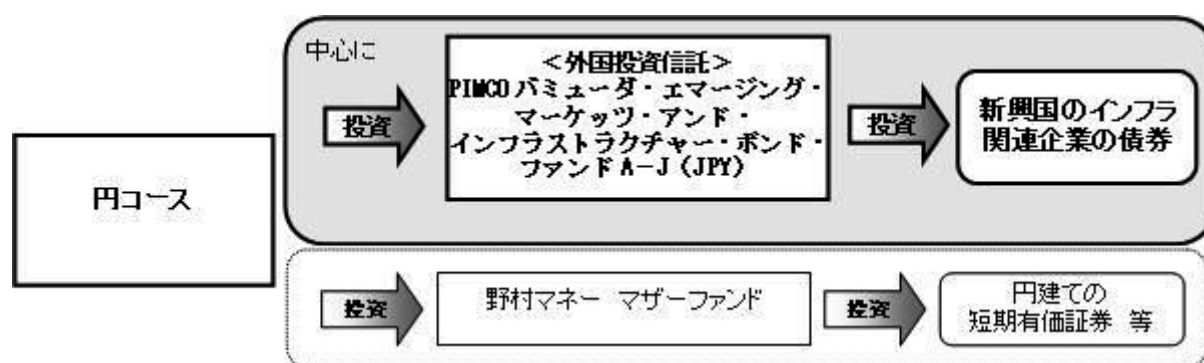 円コース
中心に
投資
＜外国投資信託＞
PIMCO バミューダ・エマージング・
マーケッツ・アンド・
インフラストラクチャー・ボンド・
ファンド A－J（JPY）
投資
新興国のインフラ
関連企業の債券
投資
野村マネー マザーファンド
投資
円建ての
短期有価証券 等